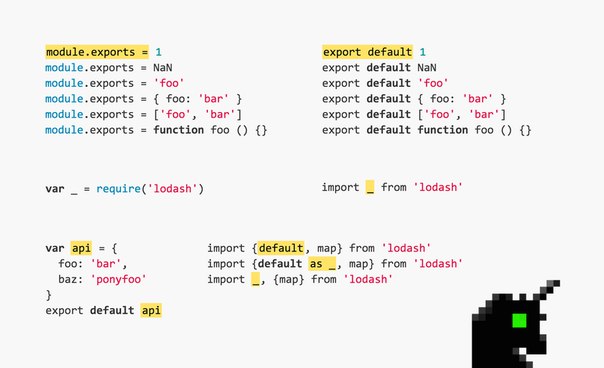 module.exports = 1
module.exports = NaN
module.exports = 'foo'
module.exports = { foo: 'bar' }
module.exports = ['foo', 'bar']
module.exports = function foo () {}
export default 1
export default NaN
export default 'foo'
export default { foo: 'bar' }
export default ['foo', 'bar']
export default function foo () {}
var _ = require('lodash')
import _ from 'lodash'
var api = {
  foo: 'bar',
  baz: 'ponyfoo'
}
export default api
import {default, map} from 'lodash'
import {default as _, map} from 'lodash'
import _, {map} from 'lodash'